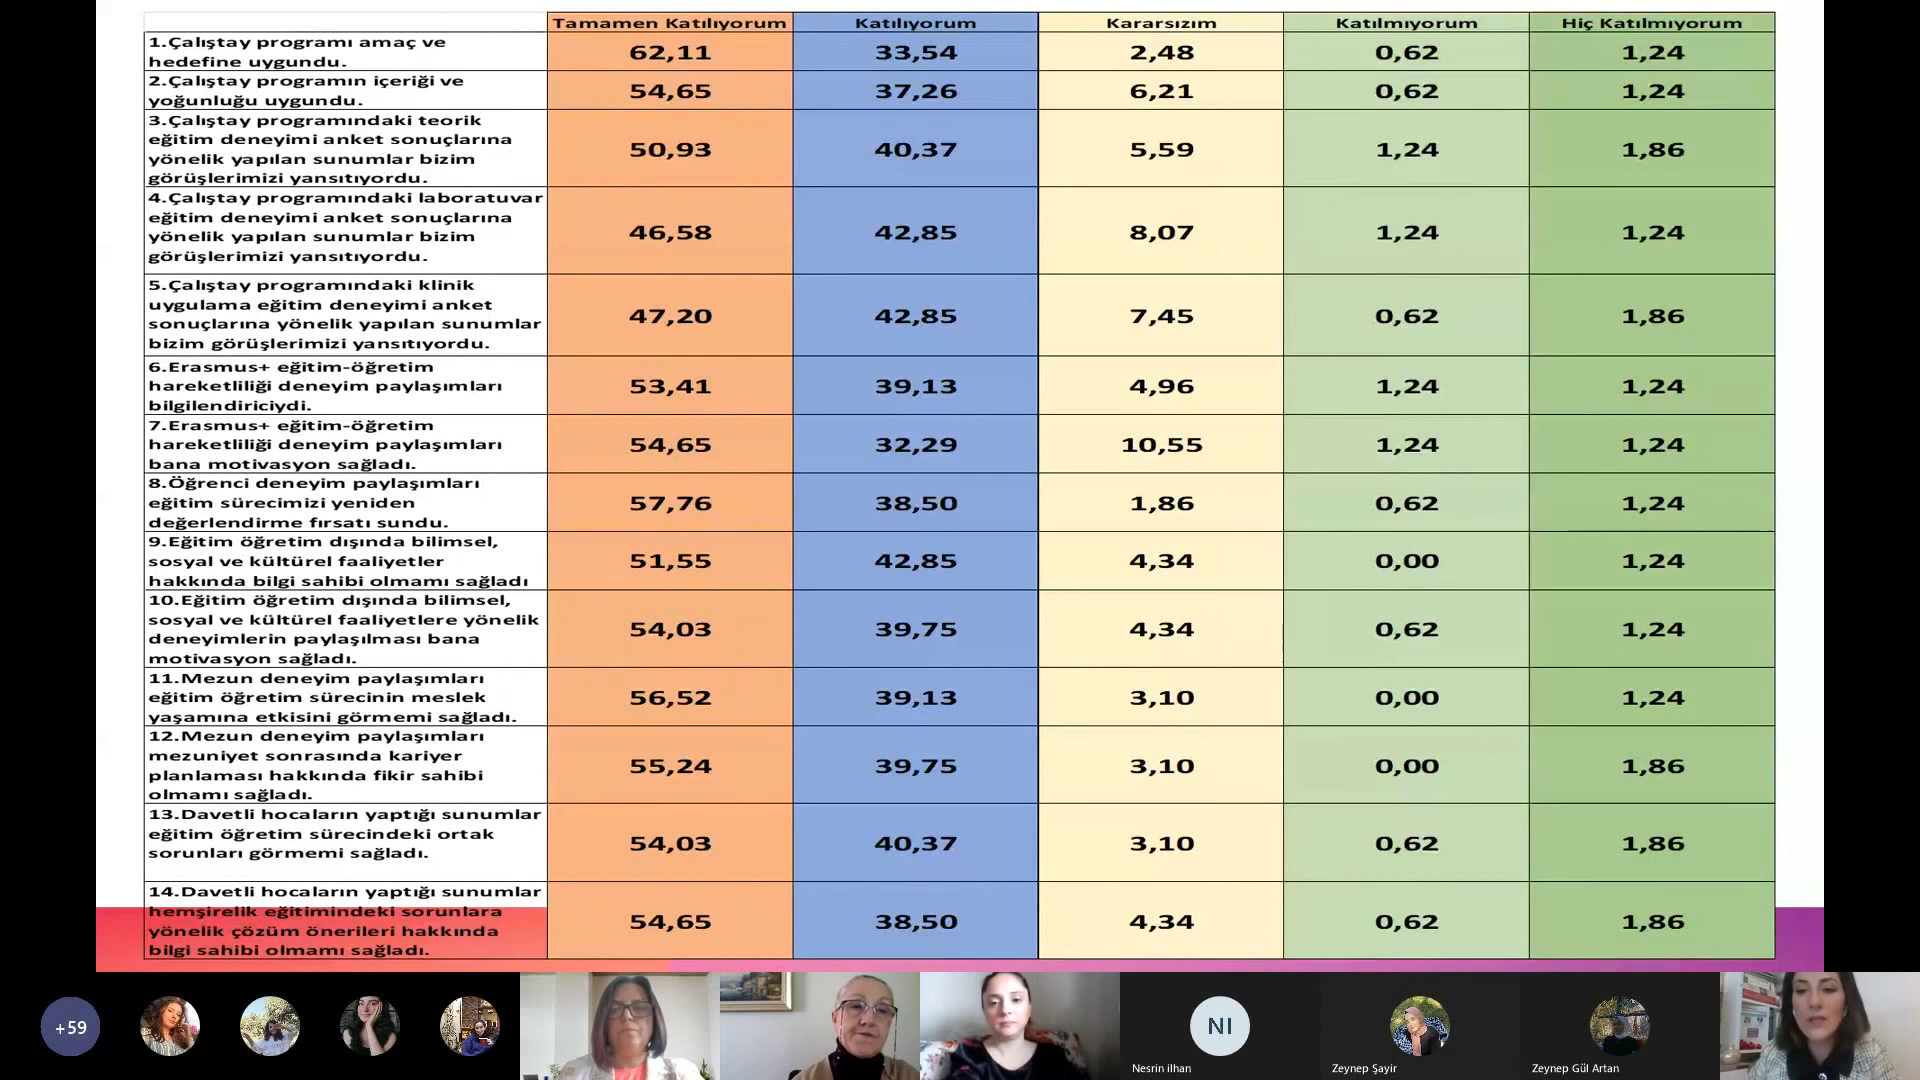 Tamamen Katılıyorum Katılıyorum Kararsızım Katılmıyorum Hiç Katılmıyorum
1.Çalıştay programı amaç ve
hedefine uygundu.
62,11 33,54 2,48 0,62 1,24
2.Çalıştay programın içeriği ve
yoğunluğu uygundu.
54,65 37,26 6,21 0,62 1,24
3.Çalıştay programındaki teorik
eğitim deneyimi anket sonuçlarına
yönelik yapılan sunumlar bizim
görüşlerimizi yansıtıyordu.
50,93 40,37 5,59 1,24 1,86
4.Çalıştay programındaki laboratuvar
eğitim deneyimi anket sonuçlarına
yönelik yapılan sunumlar bizim
görüşlerimizi yansıtıyordu.
46,58 42,85 8,07 1,24 1,24
5.Çalıştay programındaki klinik
uygulama eğitim deneyimi anket
sonuçlarına yönelik yapılan sunumlar
bizim görüşlerimizi yansıtıyordu.
47,20 42,85 7,45 0,62 1,86
6.Erasmus+ eğitim-öğretim
hareketliliği deneyim paylaşımları
bilgilendiriciydi.
53,41 39,13 4,96 1,24 1,24
7.Erasmus+ eğitim-öğretim
hareketliliği deneyim paylaşımları
bana motivasyon sağladı.
54,65 32,29 10,55 1,24 1,24
8.Öğrenci deneyim paylaşımları
eğitim sürecimizi yeniden
değerlendirme fırsatı sundu.
57,76 38,50 1,86 0,62 1,24
9.Eğitim öğretim dışında bilimsel,
sosyal ve kültürel faaliyetler
hakkında bilgi sahibi olmamı sağladı
51,55 42,85 4,34 0,00 1,24
10.Eğitim öğretim dışında bilimsel,
sosyal ve kültürel faaliyetlere yönelik
deneyimlerin paylaşılması bana
motivasyon sağladı.
54,03 39,75 4,34 0,62 1,24
11.Mezun deneyim paylaşımları
eğitim öğretim sürecinin meslek
yaşamına etkisini görmemi sağladı.
56,52 39,13 3,10 0,00 1,24
12.Mezun deneyim paylaşımları
mezuniyet sonrasında kariyer
planlaması hakkında fikir sahibi
olmamı sağladı.
55,24 39,75 3,10 0,00 1,86
13.Davetli hocaların yaptığı sunumlar
eğitim öğretim sürecindeki ortak
sorunları görmemi sağladı.
54,03 40,37 3,10 0,62 1,86
14.Davetli hocaların yaptığı sunumlar
hemşirelik eğitimindeki sorunlara
yönelik çözüm önerileri hakkında
bilgi sahibi olmamı sağladı.
54,65 38,50 4,34 0,62 1,86
+59
NI
Nesrin ilhan
Zeynep Şayir
Zeynep Gül Artan